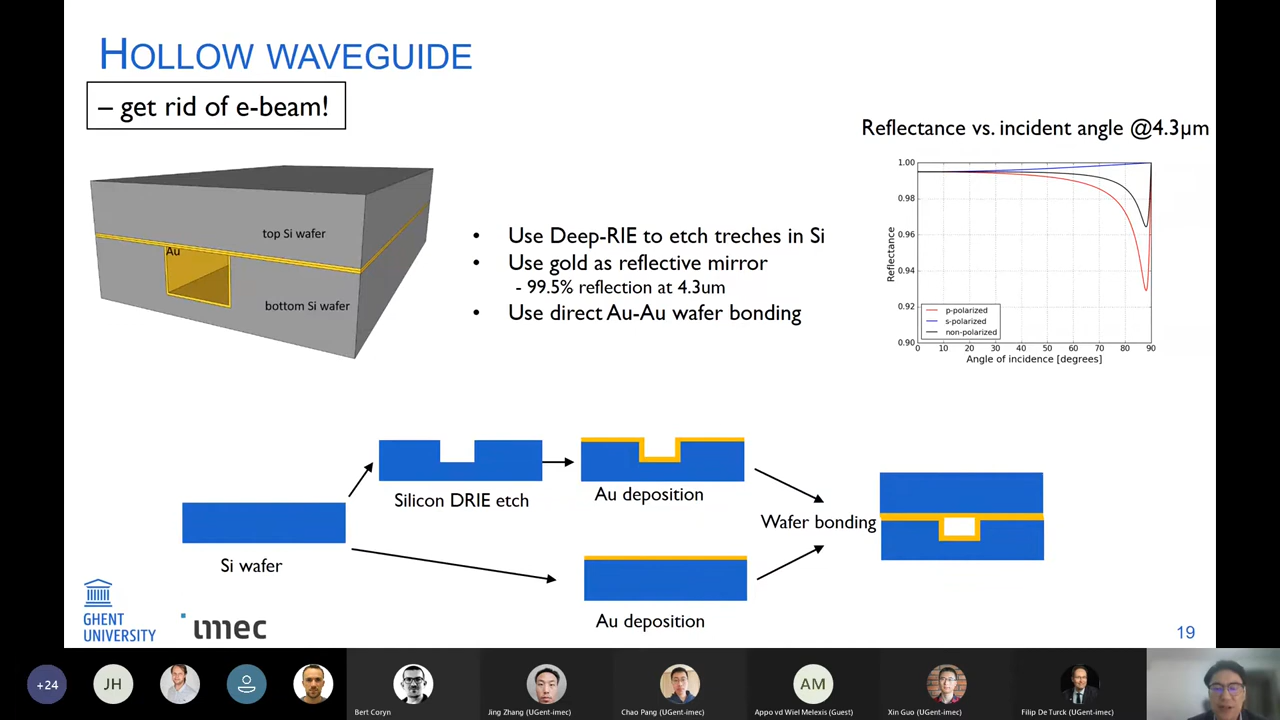 HOLLOW WAVEGUIDE
– get rid of e-beam!
top Si wafer
Au
bottom Si wafer
• Use Deep-RIE to etch treches in Si
• Use gold as reflective mirror
- 99.5% reflection at 4.3um
• Use direct Au-Au wafer bonding
Reflectance vs. incident angle @4.3µm
1.00
0.98
0.96
0.94
0.92
0.90
Reflectance
p-polarized
s-polarized
non-polarized
0 10 20 30 40 50 60 70 80 90
Angle of incidence [degrees]
Silicon DRIE etch
Au deposition
Si wafer
Wafer bonding
Au deposition
GHENT
UNIVERSITY
imec
19
+24
JH
AM
Bert Coryn
Jing Zhang (UGent-imec)
Chao Pang (UGent-imec)
Appo vd Wiel Melexis (Guest)
Xin Guo (UGent-imec)
Filip De Turck (UGent-imec)